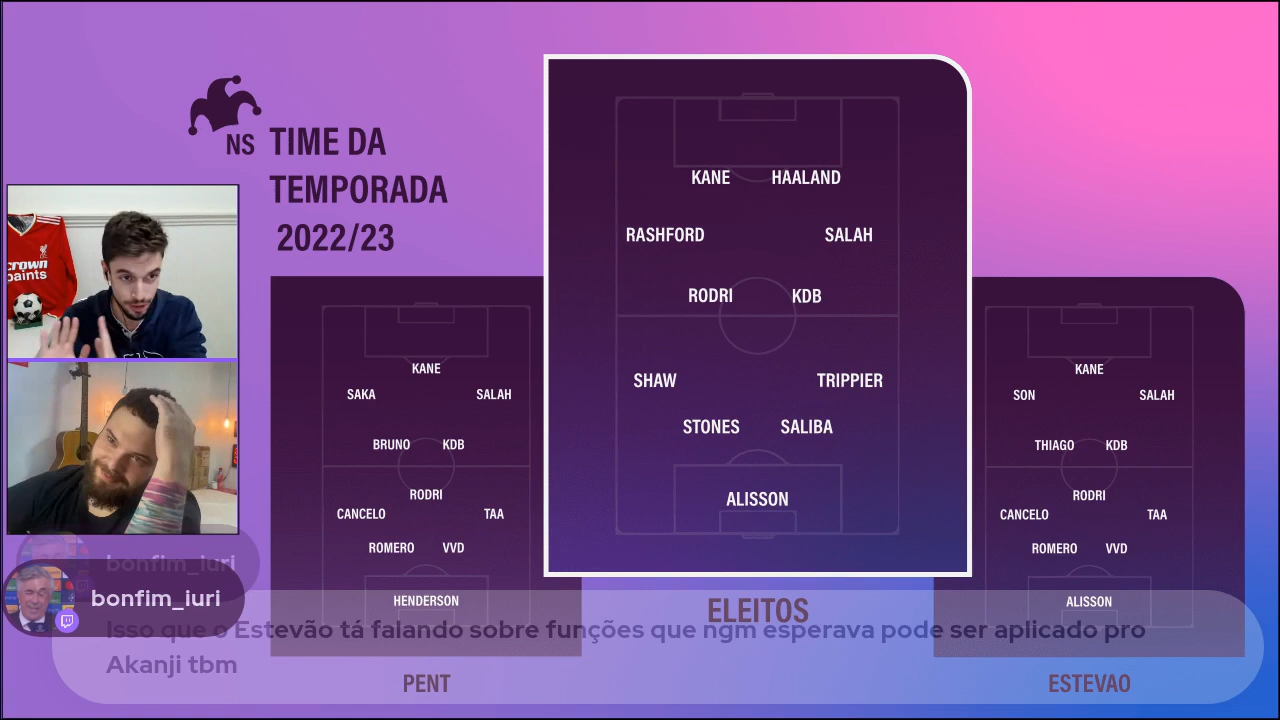 NS TIME DA
TEMPORADA
2022/23
crown
paints
KANE HAALAND
RASHFORD SALAH
RODRI KDB
SHAW TRIPPIER
STONES SALIBA
ALISSON
ELEITOS
KANE
SAKA SALAH
BRUNO KDB
RODRI
CANCELO TAA
ROMERO VVD
HENDERSON
PENT
KANE
SON SALAH
THIAGO KDB
RODRI
CANCELO TAA
ROMERO VVD
ALISSON
ESTEVAO
bonfim_iuri
bonfim_iuri
Isso que o Estevão tá falando sobre funções que ngm esperava pode ser aplicado pro
Akanji tbm